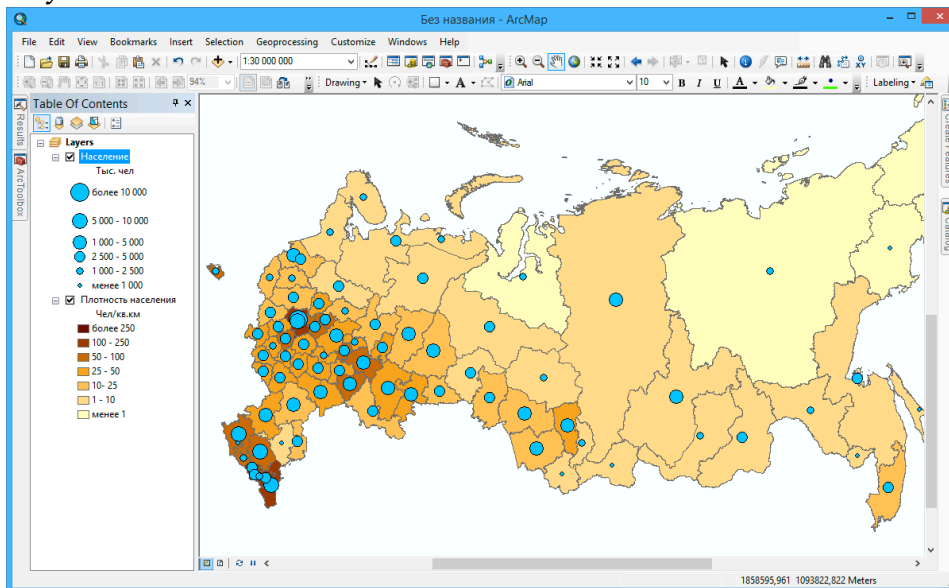 Без названия - ArcMap
File Edit View Bookmarks Insert Selection Geoprocessing Customize Windows Help
1:30 000 000
94% Drawing Arial 10 B I U A Labeling
Table Of Contents
Results
ArcToolbox
Layers
Население
Тыс. чел
более 10 000
5 000 - 10 000
1 000 - 5 000
2 500 - 5 000
1 000 - 2 500
менее 1 000
Плотность населения
Чел/кв.км
более 250
100 - 250
50 - 100
25 - 50
10- 25
1 - 10
менее 1
Create Features
Catalog
1858595,961 1093822,822 Meters